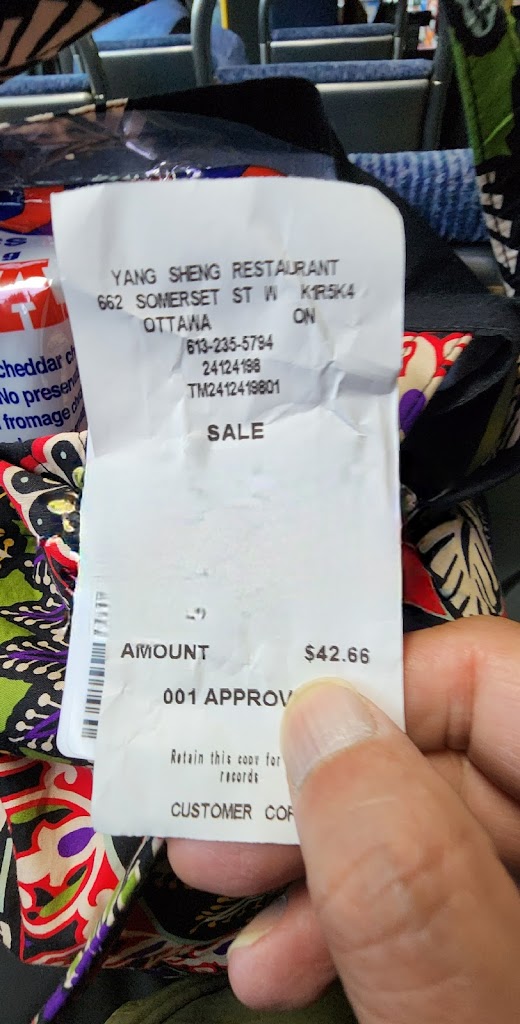 YANG SHENG RESTAURANT
662 SOMERSET ST W K1R5K4
OTTAWA ON
613-235-5794
24124198
TM2412419801
SALE
AMOUNT $42.66
001 APPROV
Retain this copy for
records
CUSTOMER COP
cheddar
No
fromage